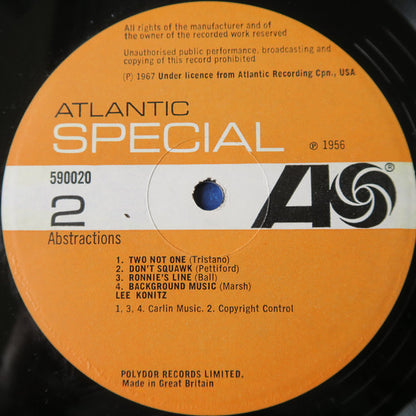 All rights of the manufacturer and of
the owner of the recorded work reserved
Unauthorised public performance, broadcasting and
copying of this record prohibited
(P) 1967 Under licence from Atlantic Recording Cpn., USA
ATLANTIC
SPECIAL
℗ 1956
590020
2
Abstractions
A
®
1. TWO NOT ONE (Tristano)
2. DON'T SQUAWK (Pettiford)
3. RONNIE'S LINE (Ball)
4. BACKGROUND MUSIC (Marsh)
LEE KONITZ
1, 3, 4. Carlin Music. 2. Copyright Control
POLYDOR RECORDS LIMITED.
Made in Great Britain